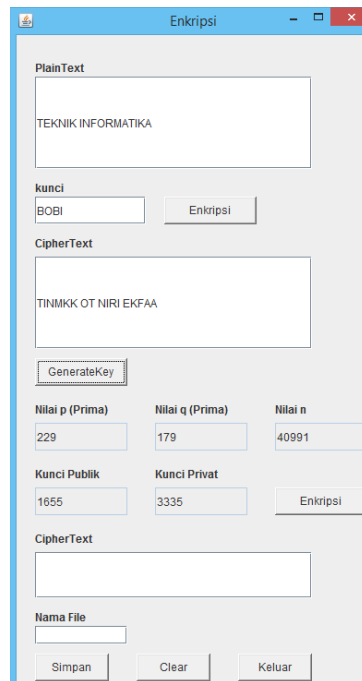 Enkripsi
PlainText
TEKNIK INFORMATIKA
kunci
BOBI Enkripsi
CipherText
TINMKK OT NIRI EKFAA
GenerateKey
Nilai p (Prima) Nilai q (Prima) Nilai n
229 179 40991
Kunci Publik Kunci Privat
1655 3335 Enkripsi
CipherText
Nama File
Simpan Clear Keluar